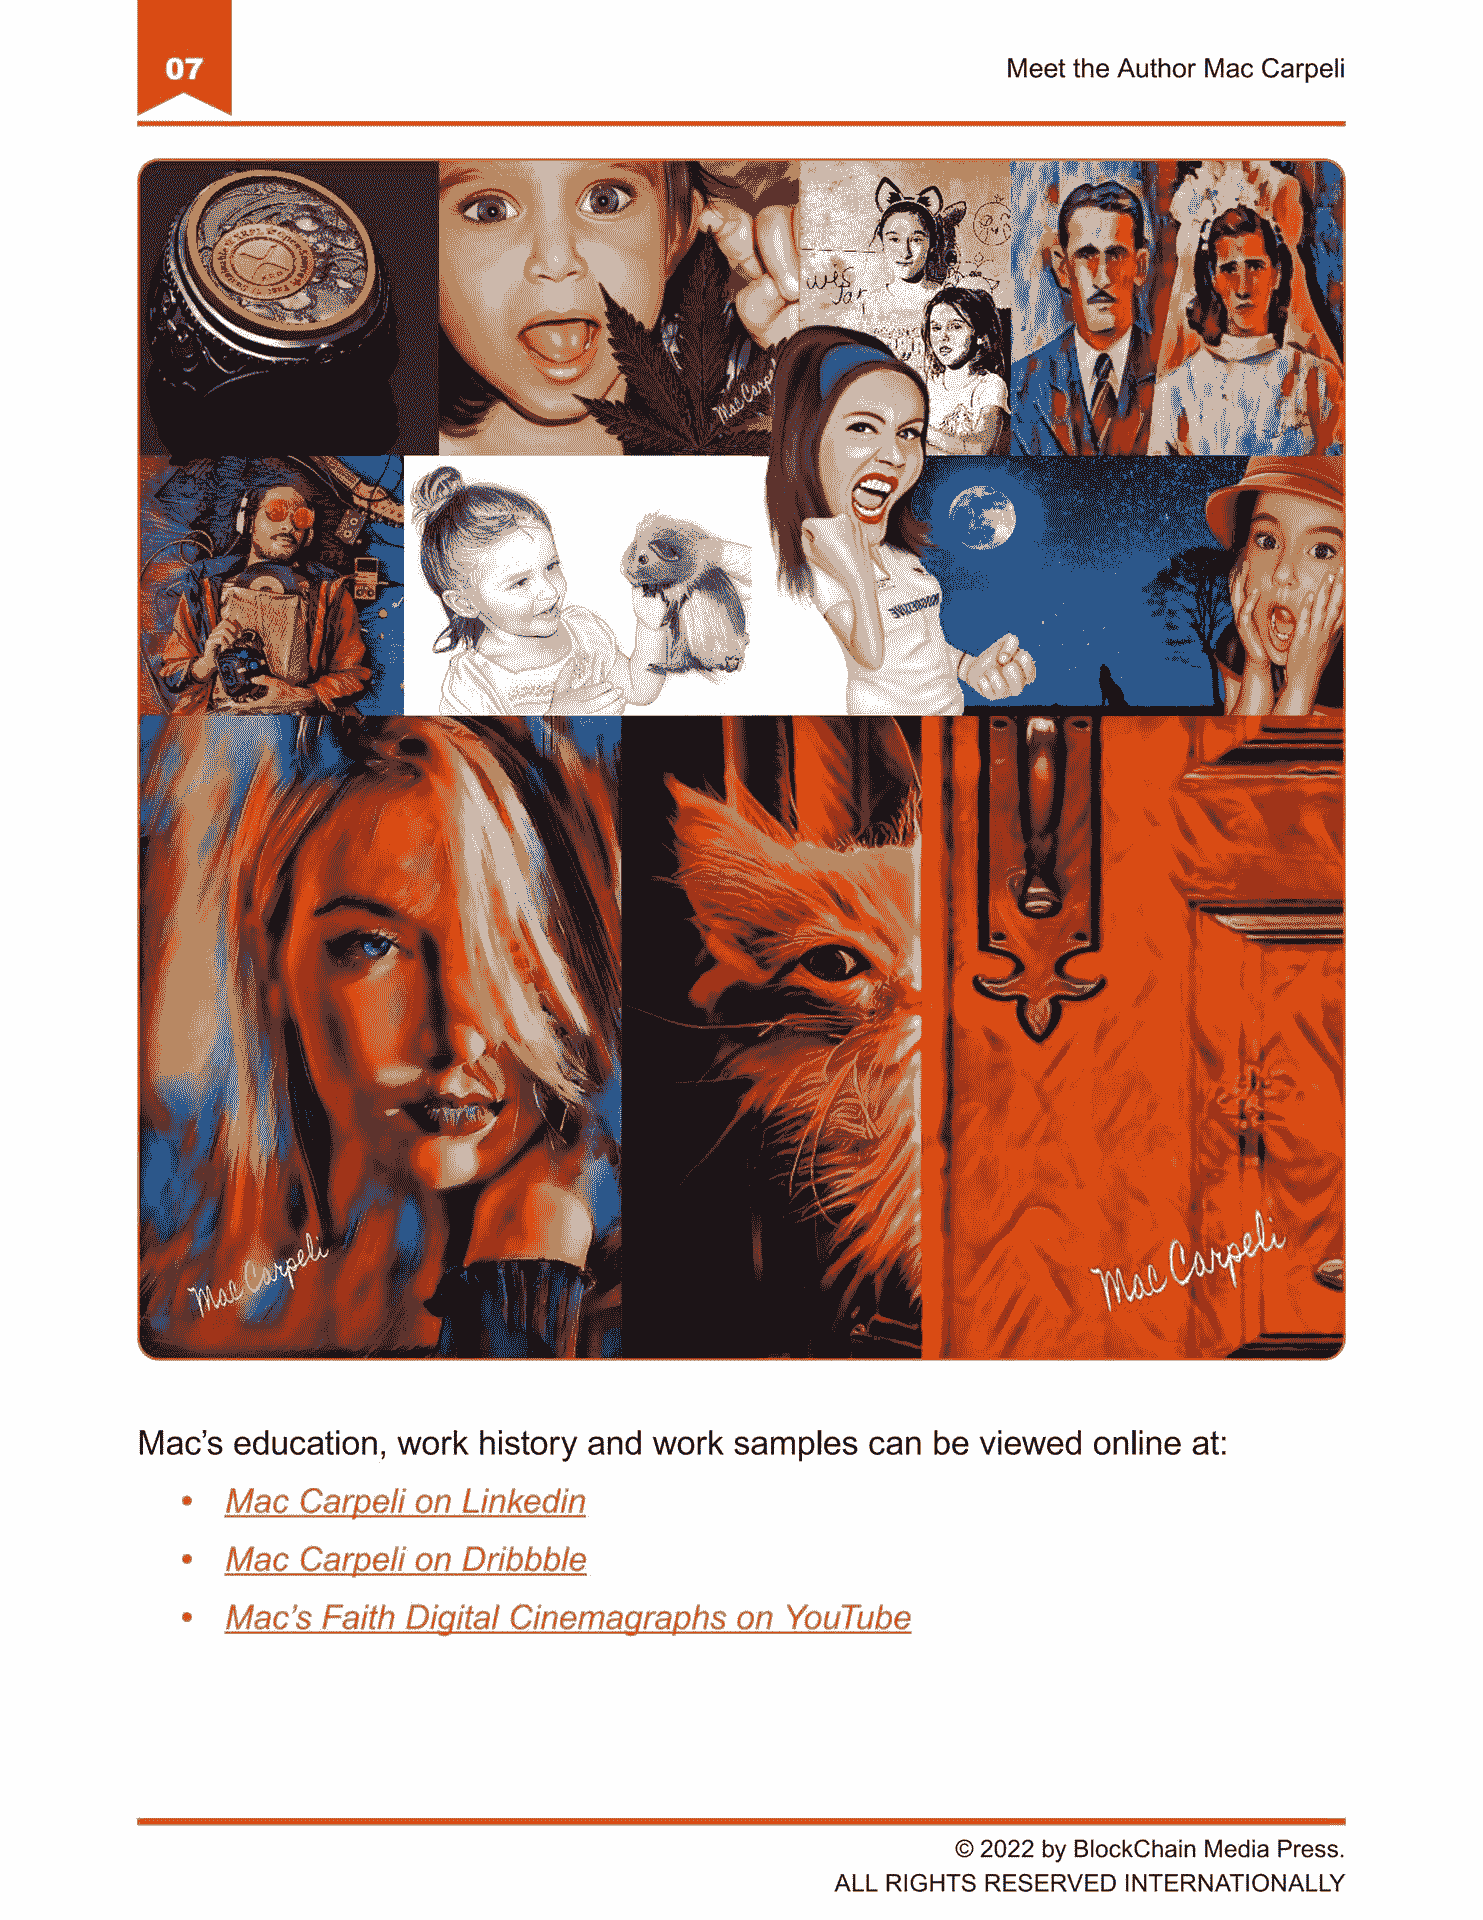 07
Meet the Author Mac Carpeli
wes
Jar
Mac Carpeli
Mac Carpeli
Mac Carpeli
Mac’s education, work history and work samples can be viewed online at:
• Mac Carpeli on Linkedin
• Mac Carpeli on Dribbble
• Mac’s Faith Digital Cinemagraphs on YouTube
© 2022 by BlockChain Media Press.
ALL RIGHTS RESERVED INTERNATIONALLY